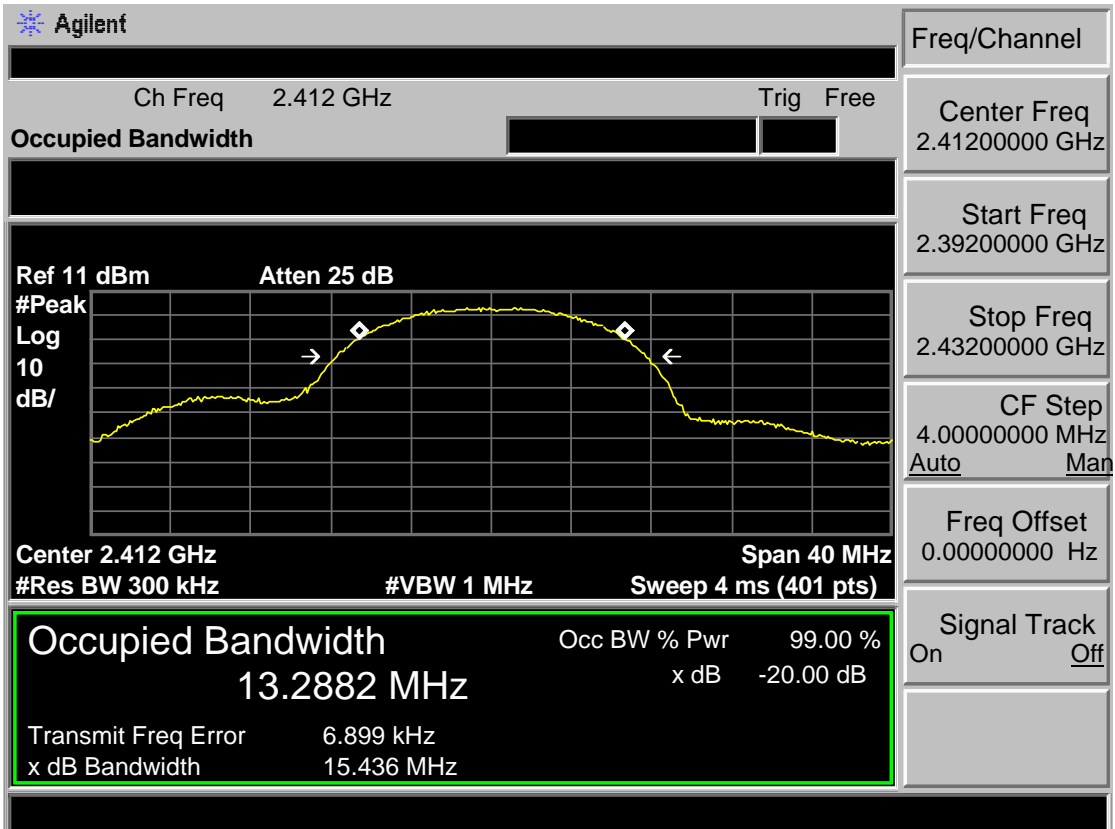 Agilent
Freq/Channel
Ch Freq 2.412 GHz Trig Free
Occupied Bandwidth
Center Freq
2.41200000 GHz
Start Freq
2.39200000 GHz
Stop Freq
2.43200000 GHz
CF Step
4.00000000 MHz
Auto Man
Freq Offset
0.00000000 Hz
Signal Track
On Off
Ref 11 dBm Atten 25 dB
#Peak
Log
10
dB/
Center 2.412 GHz Span 40 MHz
#Res BW 300 kHz #VBW 1 MHz Sweep 4 ms (401 pts)
Occupied Bandwidth Occ BW % Pwr 99.00 %
13.2882 MHz x dB -20.00 dB
Transmit Freq Error 6.899 kHz
x dB Bandwidth 15.436 MHz